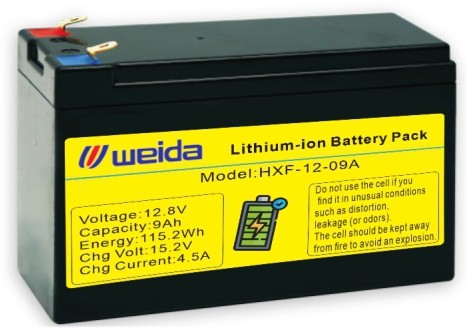 weida
Lithium-ion Battery Pack
Model:HXF-12-09A
Voltage:12.8V
Capacity:9Ah
Energy:115.2Wh
Chg Volt:15.2V
Chg Current:4.5A
Do not use the cell if you
find it in unusual conditions
such as distortion,
leakage (or odors).
The cell should be kept away
from fire to avoid an explosion.